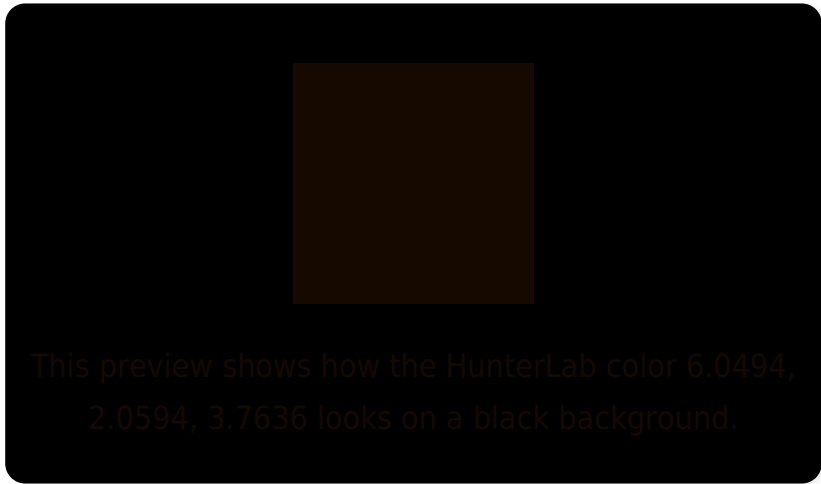 This preview shows how the HunterLab color 6.0494,
2.0594, 3.7636 looks on a black background.